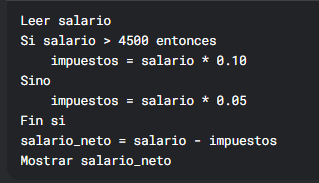 Leer salario
Si salario > 4500 entonces
    impuestos = salario * 0.10
Sino
    impuestos = salario * 0.05
Fin si
salario_neto = salario - impuestos
Mostrar salario_neto